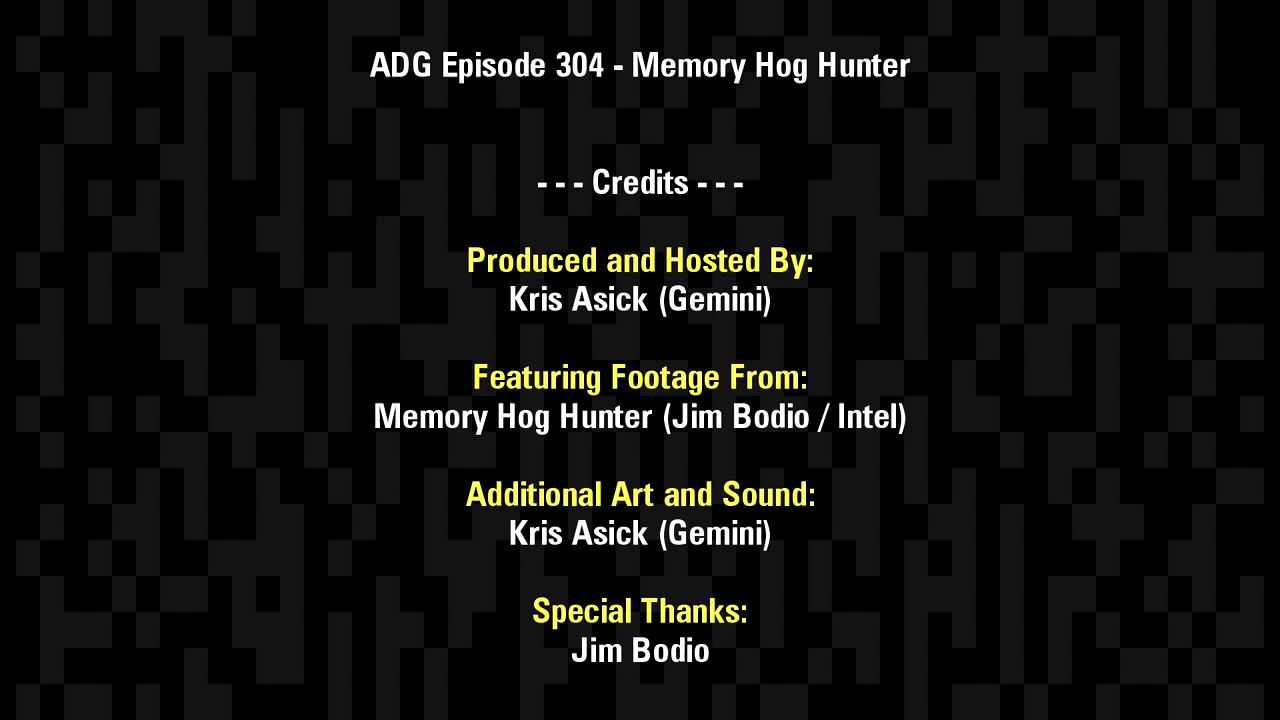 ADG Episode 304 - Memory Hog Hunter
- - - Credits - - -
Produced and Hosted By:
Kris Asick (Gemini)
Featuring Footage From:
Memory Hog Hunter (Jim Bodio / Intel)
Additional Art and Sound:
Kris Asick (Gemini)
Special Thanks:
Jim Bodio